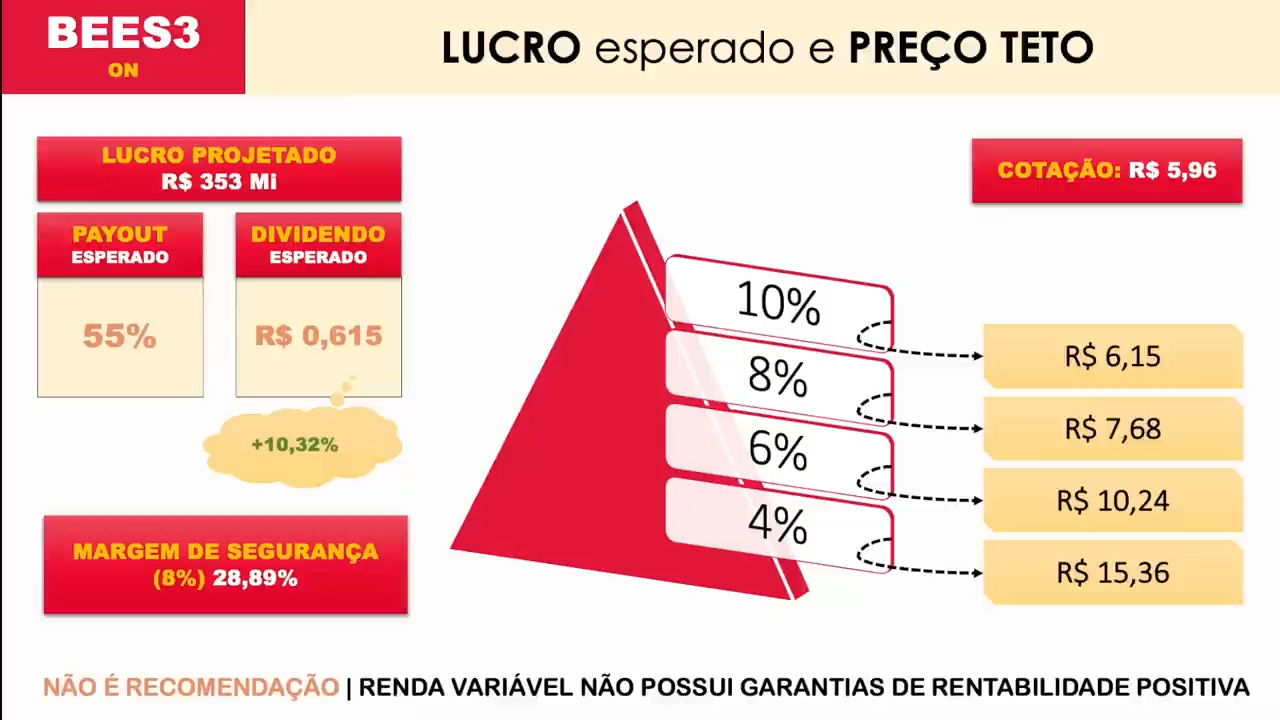 BEES3
ON
LUCRO esperado e PREÇO TETO
LUCRO PROJETADO
R$ 353 Mi
COTAÇÃO: R$ 5,96
PAYOUT
ESPERADO
55%
DIVIDENDO
ESPERADO
R$ 0,615
+10,32%
MARGEM DE SEGURANÇA
(8%) 28,89%
10%
R$ 6,15
8%
R$ 7,68
6%
R$ 10,24
4%
R$ 15,36
NÃO É RECOMENDAÇÃO | RENDA VARIÁVEL NÃO POSSUI GARANTIAS DE RENTABILIDADE POSITIVA